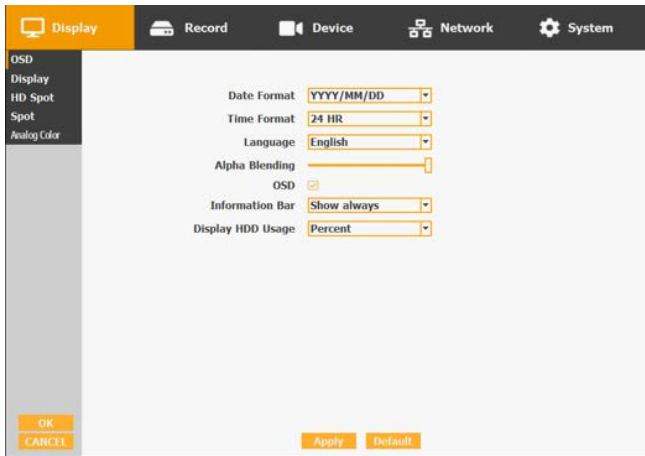 Display Record Device Network System
OSD
Display
HD Spot
Spot
Analog Color
Date Format YYYY/MM/DD
Time Format 24 HR
Language English
Alpha Blending
OSD
Information Bar Show always
Display HDD Usage Percent
OK
CANCEL
Apply Default